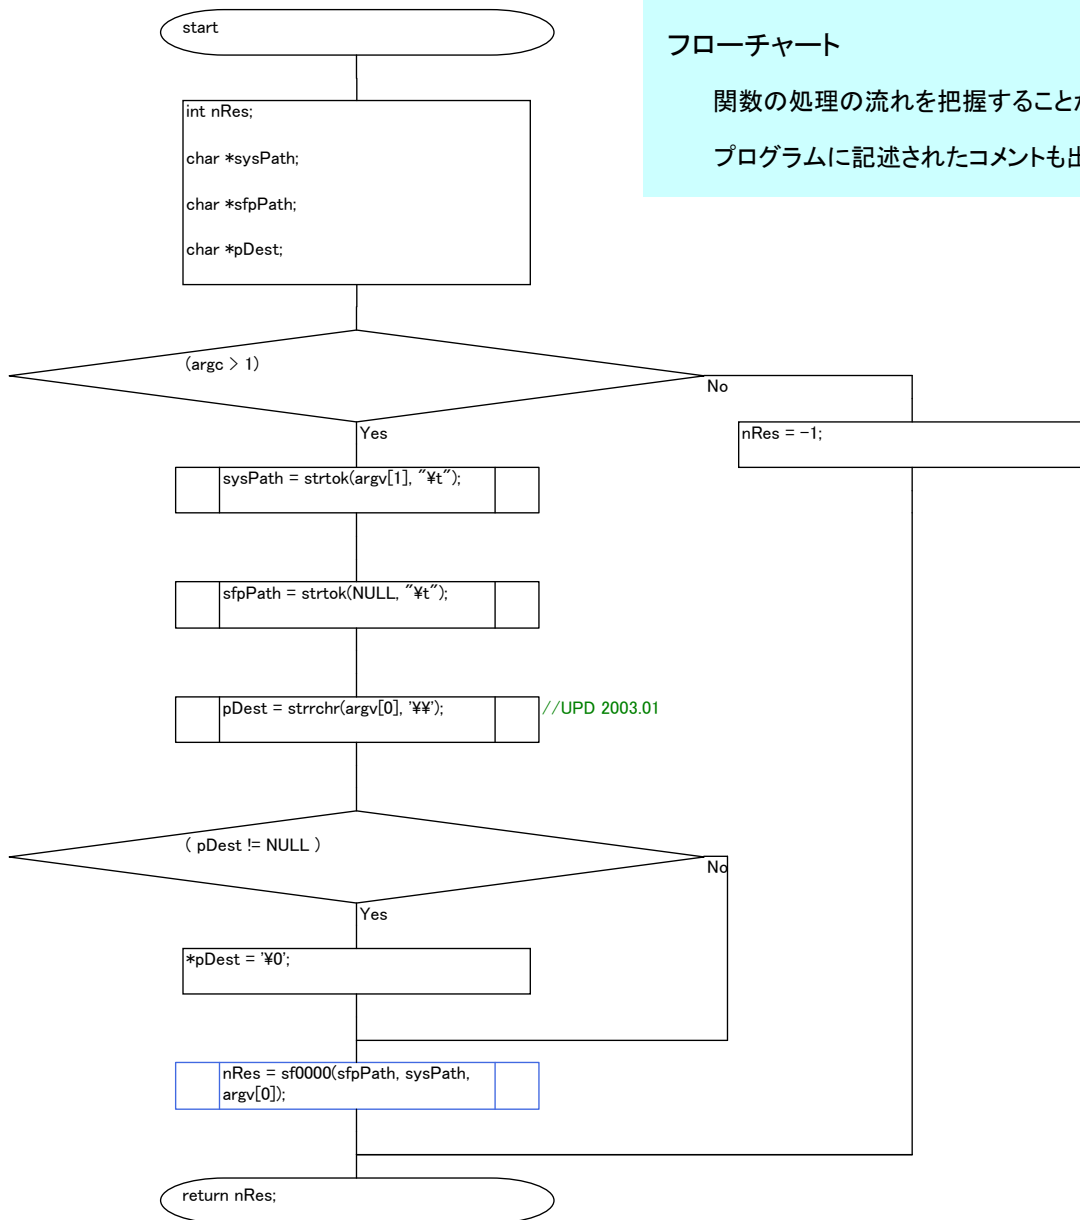 start
フローチャート
関数の処理の流れを把握することが
プログラムに記述されたコメントも出
int nRes;
char *sysPath;
char *sfpPath;
char *pDest;
(argc > 1)
No
Yes
nRes = -1;
sysPath = strtok(argv[1], "¥t");
sfpPath = strtok(NULL, "¥t");
pDest = strrchr(argv[0], '¥¥');
//UPD 2003.01
( pDest != NULL )
No
Yes
*pDest = '¥0';
nRes = sf0000(sfpPath, sysPath,
argv[0]);
return nRes;